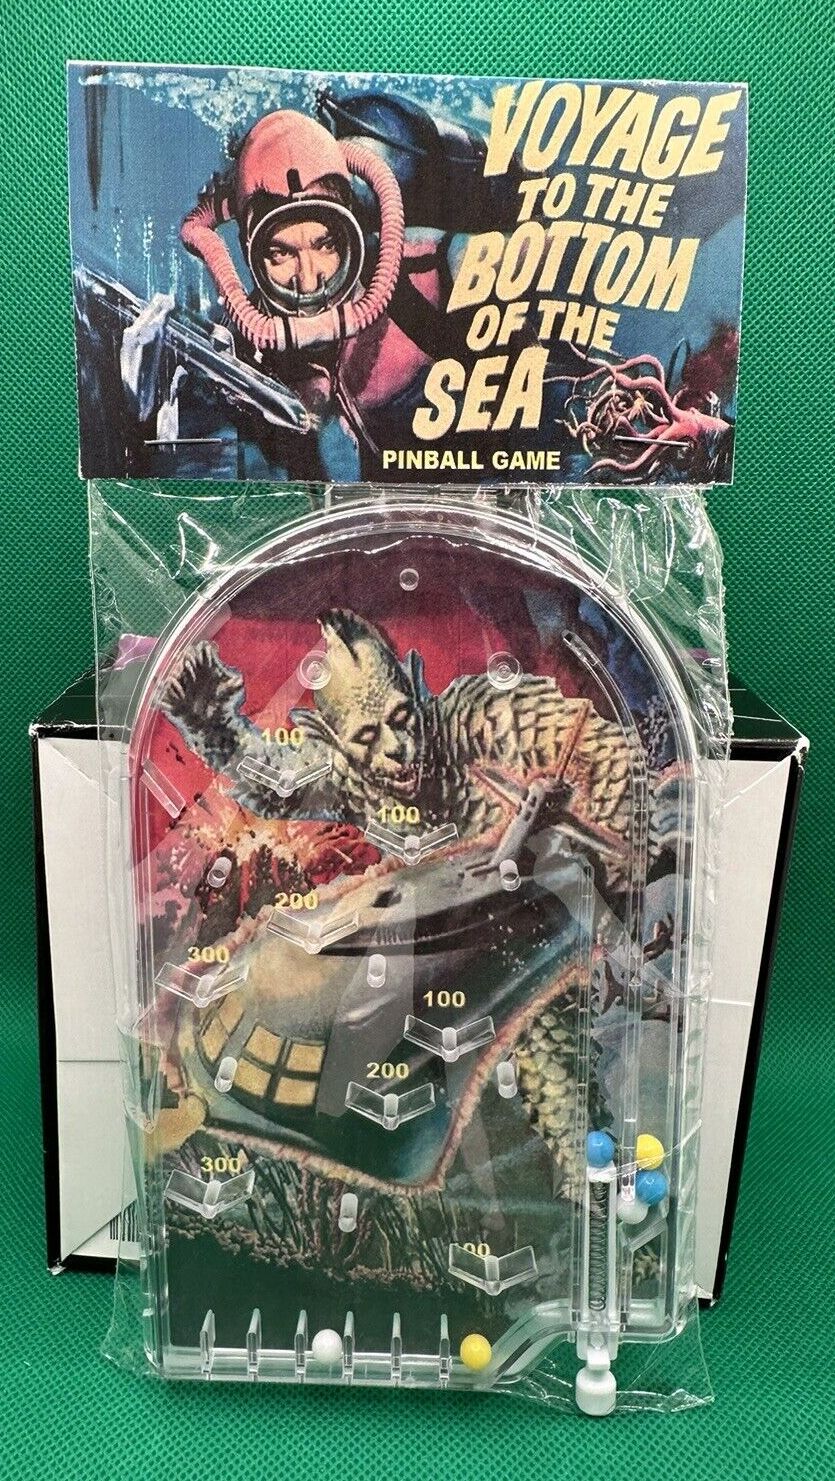 VOYAGE
TO THE
BOTTOM
OF THE
SEA
PINBALL GAME
100
100
200
300
100
200
300